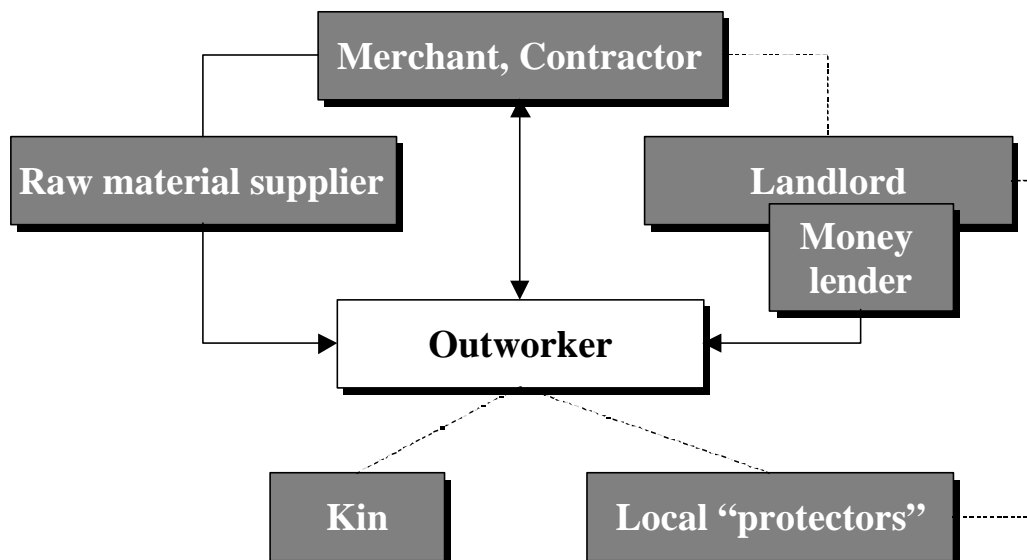 Merchant, Contractor
Raw material supplier
Landlord
Money
lender
Outworker
Kin
Local “protectors”